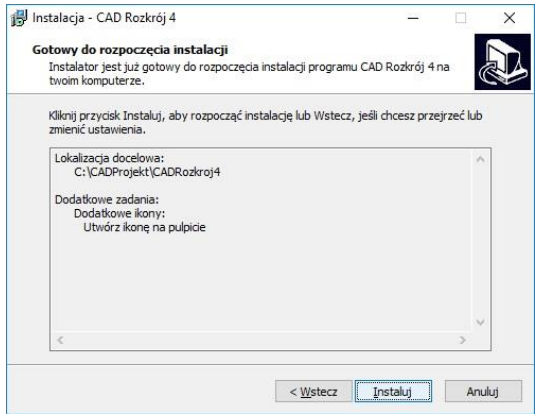 Instalacja - CAD Rozkrój 4
Gotowy do rozpoczęcia instalacji
Instalator jest już gotowy do rozpoczęcia instalacji programu CAD Rozkrój 4 na
twoim komputerze.
Kliknij przycisk Instaluj, aby rozpocząć instalację lub Wstecz, jeśli chcesz przejrzeć lub
zmienić ustawienia.
Lokalizacja docelowa:
C:\CADProjekt\CADRozkroj4
Dodatkowe zadania:
Dodatkowe ikony:
Utwórz ikonę na pulpicie
< Wstecz Instaluj Anuluj